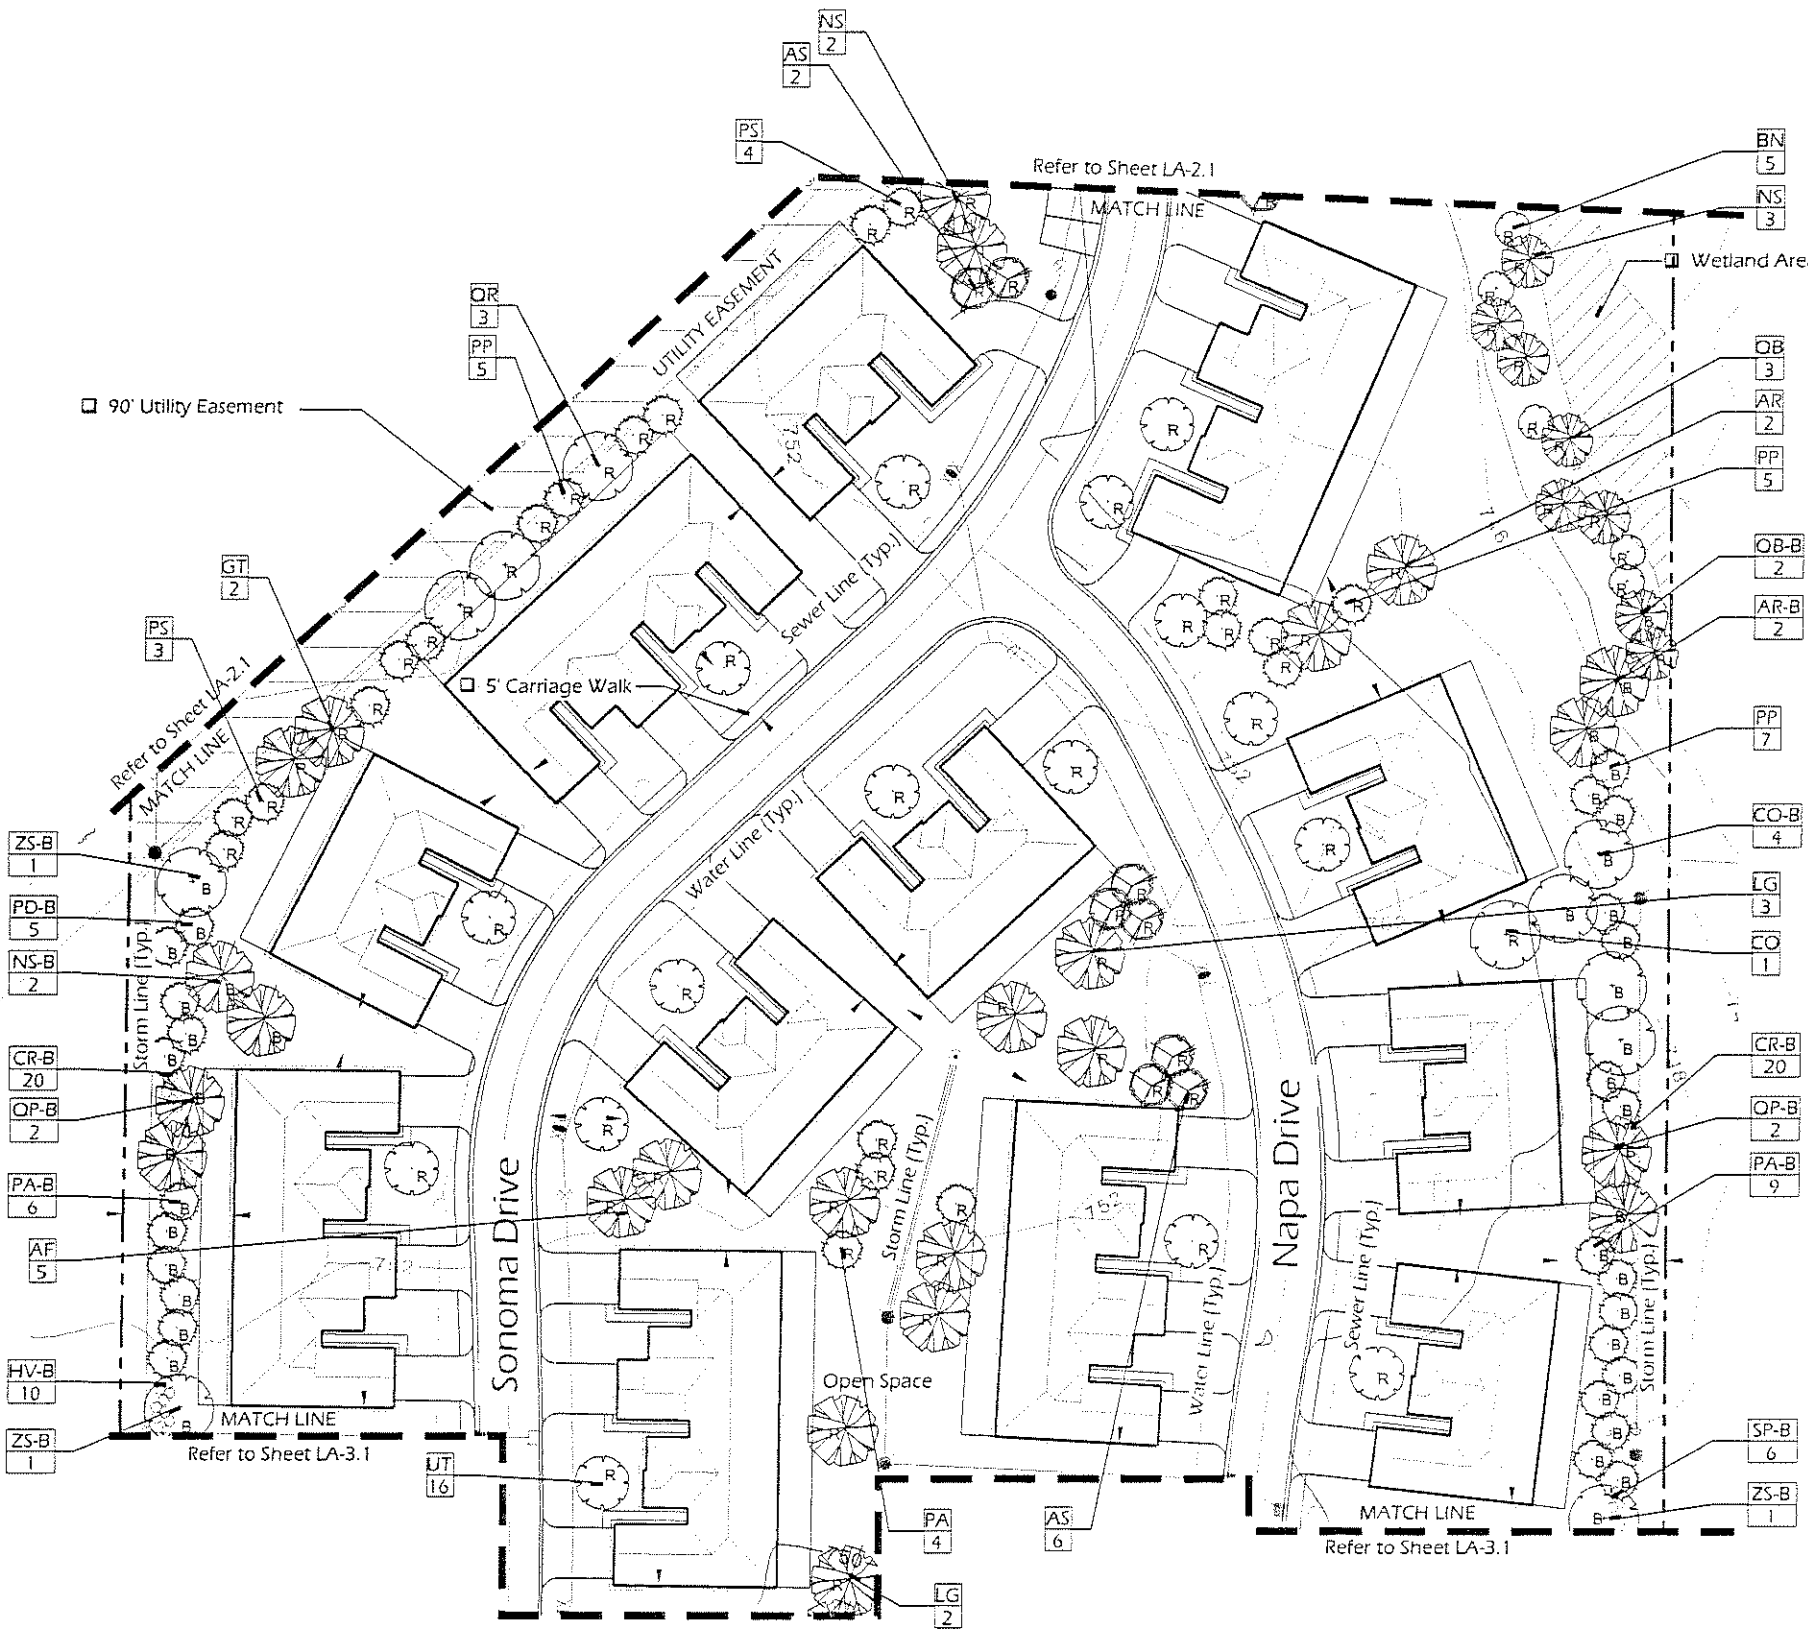 NS
2
AS
2
PS
4
Refer to Sheet LA-2.1
MATCH LINE
BN
5
NS
3
Wetland Area
UTILITY EASEMENT
QR
3
PP
5
90' Utility Easement
752
QB
3
AR
2
PP
5
716
QB-B
2
AR-B
2
GT
2
Sewer Line (Typ.)
PS
3
5' Carriage Walk
Refer to Sheet LA-2.1
MATCH LINE
PP
7
CO-B
4
Water Line (Typ.)
ZS-B
1
PD-B
5
NS-B
2
Storm Line (Typ.)
LG
3
CO
1
CR-B
20
QP-B
2
CR-B
20
QP-B
2
PA-B
9
PA-B
6
AF
5
Sonoma Drive
Storm Line (Typ.)
752
Napa Drive
Water Line (Typ.)
Sewer Line (Typ.)
Storm Line (Typ.)
Open Space
HV-B
10
ZS-B
1
MATCH LINE
Refer to Sheet LA-3.1
UT
16
PA
4
AS
6
LG
2
SP-B
6
ZS-B
1
MATCH LINE
Refer to Sheet LA-3.1